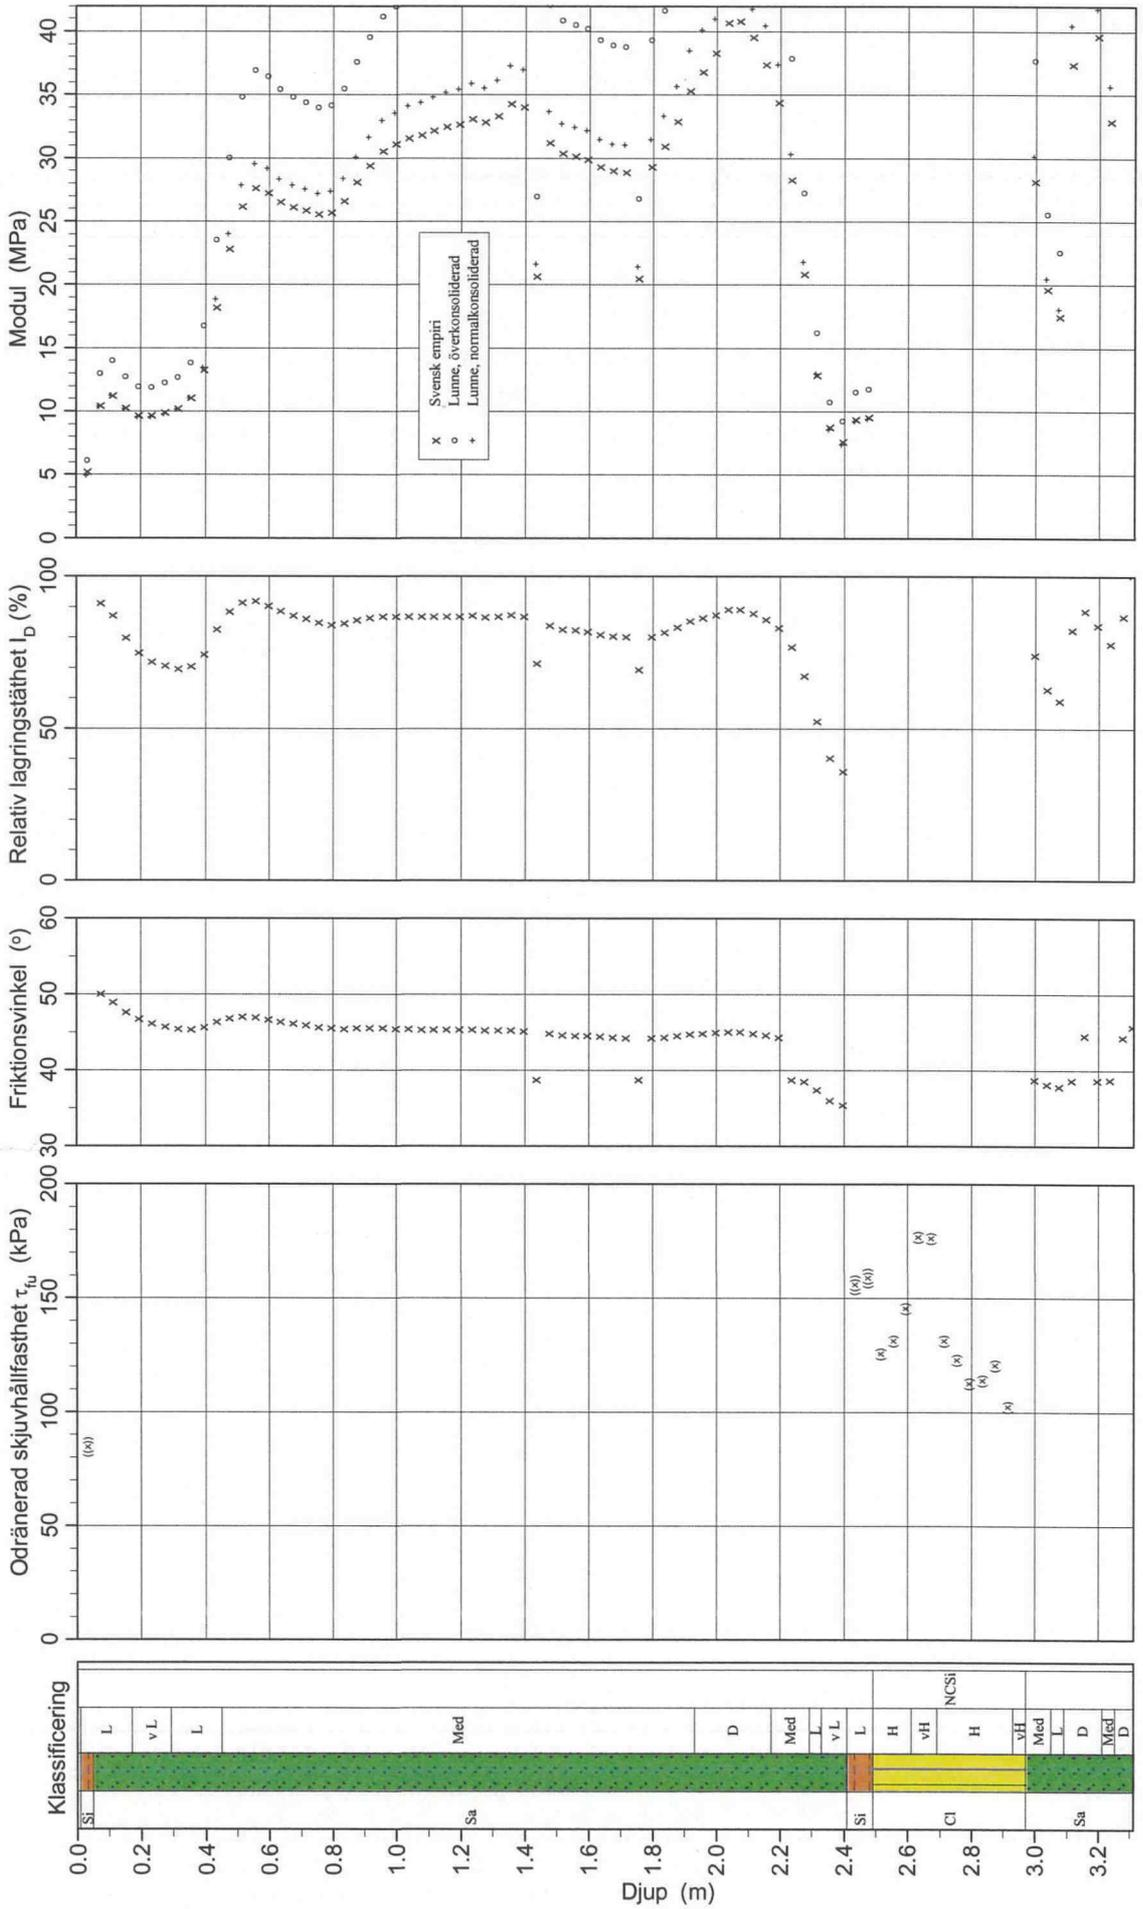 Modul (MPa)
0 5 10 15 20 25 30 35 40
× Svensk empiri
o Lunne, överkonsoliderad
+ Lunne, normalkonsoliderad
Relativ lagringstäthet I_D (%)
0 50 100
Friktionsvinkel (º)
30 40 50 60
Odränerad skjuvhållfasthet τ_fu (kPa)
0 50 100 150 200
((x))
((x)) ((x)) (x) (x) (x) (x) (x) (x) (x) (x) (x) (x) (x)
Klassificering
NCSi
L v L L Med D Med L v L L H vH H vH Med L D Med D
Si Sa Si Cl Sa
0.0 0.2 0.4 0.6 0.8 1.0 1.2 1.4 1.6 1.8 2.0 2.2 2.4 2.6 2.8 3.0 3.2
Djup (m)